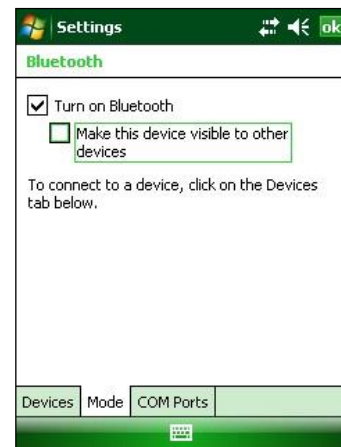 Settings
ok
Bluetooth
Turn on Bluetooth
Make this device visible to other
devices
To connect to a device, click on the Devices
tab below.
Devices Mode COM Ports